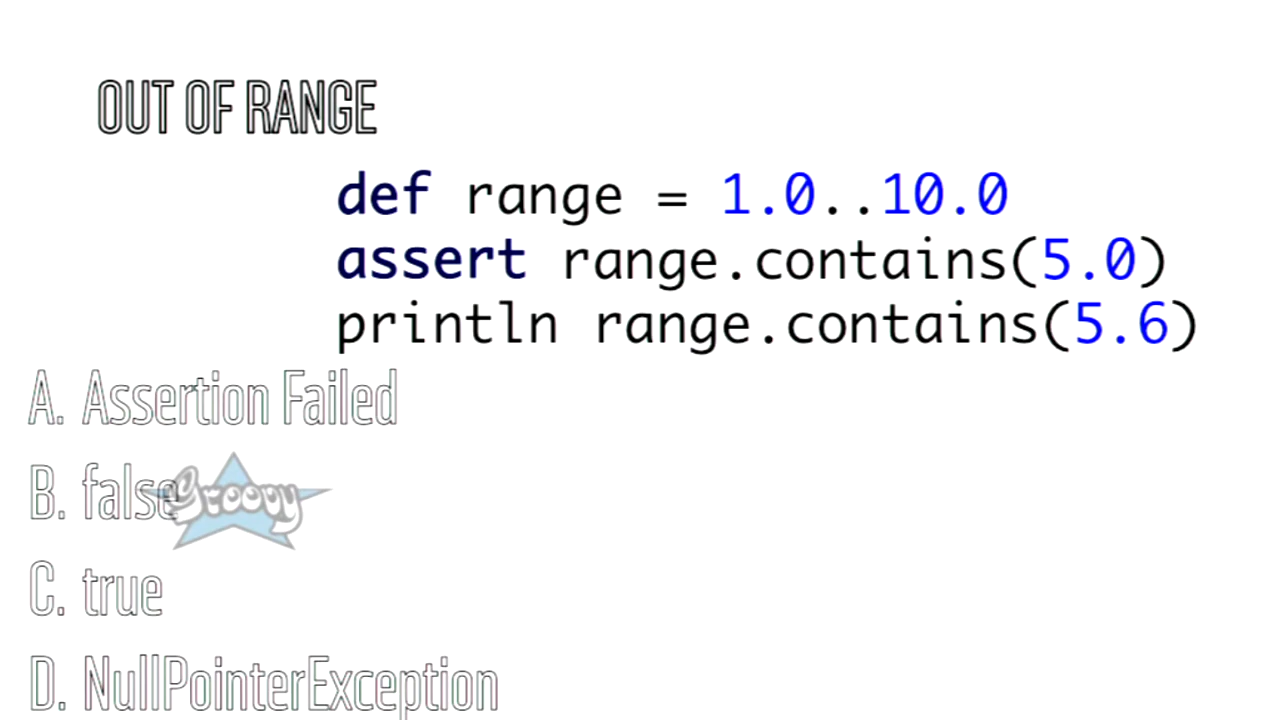 OUT OF RANGE
def range = 1.0..10.0
assert range.contains(5.0)
println range.contains(5.6)
A. Assertion Failed
B. false
Groovy
C. true
D. NullPointerException